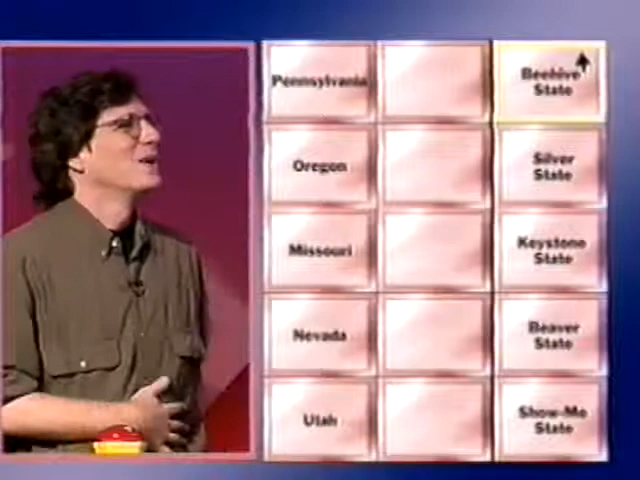 Pennsylvania
Beehive
State
Oregon
Silver
State
Missouri
Keystone
State
Nevada
Beaver
State
Utah
Show-Me
State